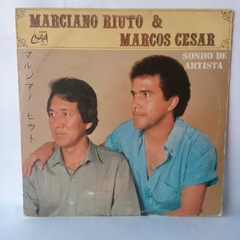 MARCIANO RIUTO &
MARCOS CESAR
SONHO DE
ARTISTA
マルシアノ ヒウト